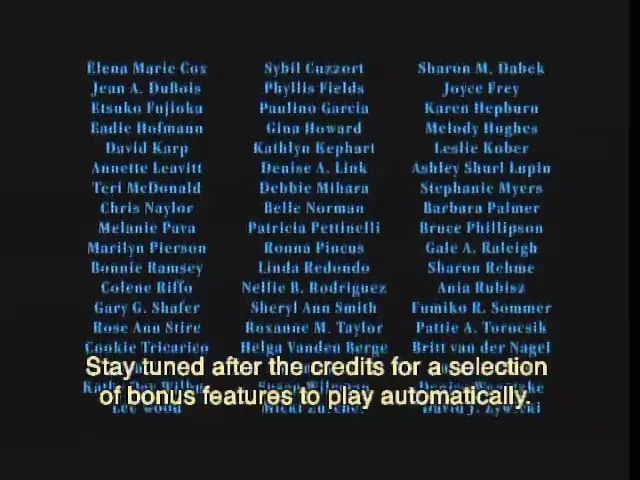 Elena Marie Cox Sybil Cuzzort Sharon M. Dabek
Jean A. DuBois Phyllis Fields Joyce Frey
Etsuko Fujioka Paulino Garcia Karen Hepburn
Eadie Hofmann Gina Howard Melody Hughes
David Karp Kathlyn Kephart Leslie Kober
Annette Leavitt Denise A. Link Ashley Shurl Lupin
Teri McDonald Debbie Mihara Stephanie Myers
Chris Naylor Belle Norman Barbara Palmer
Melanie Pava Patricia Pettinelli Bruce Phillipson
Marilyn Pierson Ronna Pincus Gale A. Raleigh
Bonnie Ramsey Linda Redondo Sharon Rehme
Colene Riffo Nellie B. Rodriguez Ania Rubisz
Gary G. Shafer Sheryl Ann Smith Fumiko R. Sommer
Rose Ann Stire Roxanne M. Taylor Pattie A. Torocsik
Cookie Tricarico Helga Vanden Berge Britt van der Nagel
Stay tuned after the credits for a selection
of bonus features to play automatically.
Lee Wood David J.